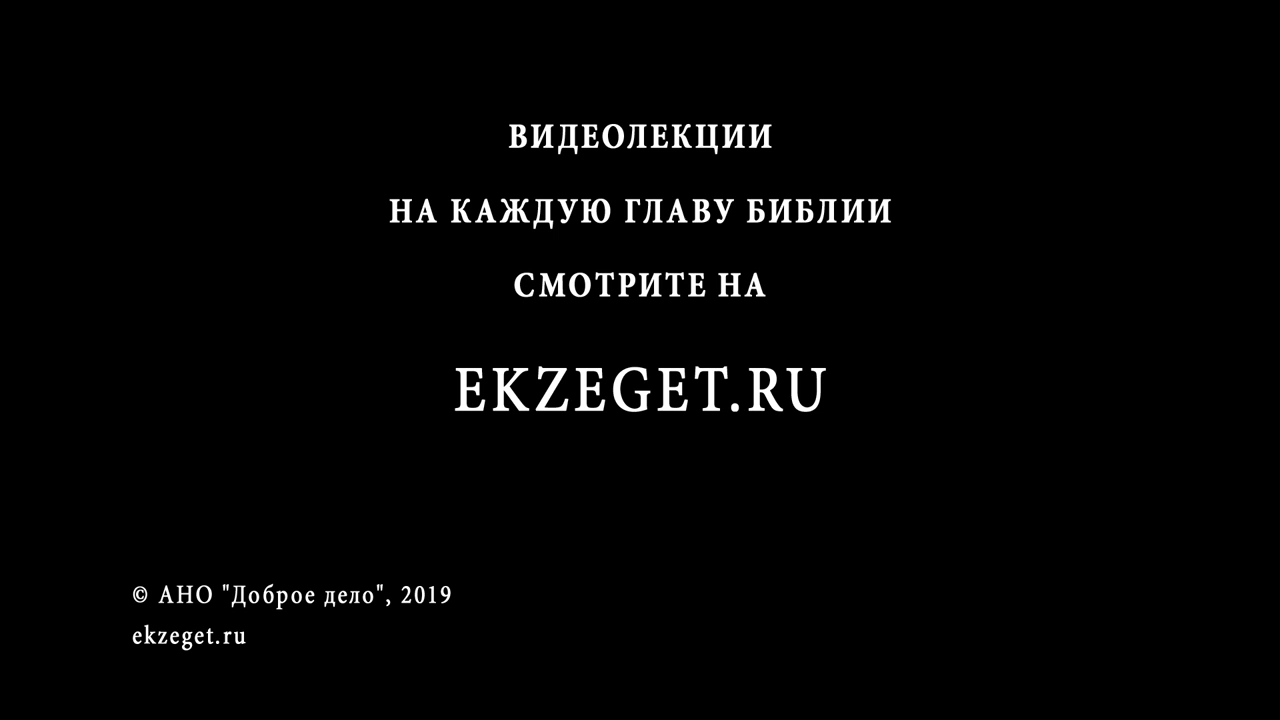 ВИДЕОЛЕКЦИИ
НА КАЖДУЮ ГЛАВУ БИБЛИИ
СМОТРИТЕ НА
EKZEGET.RU
© АНО "Доброе дело", 2019
ekzeget.ru